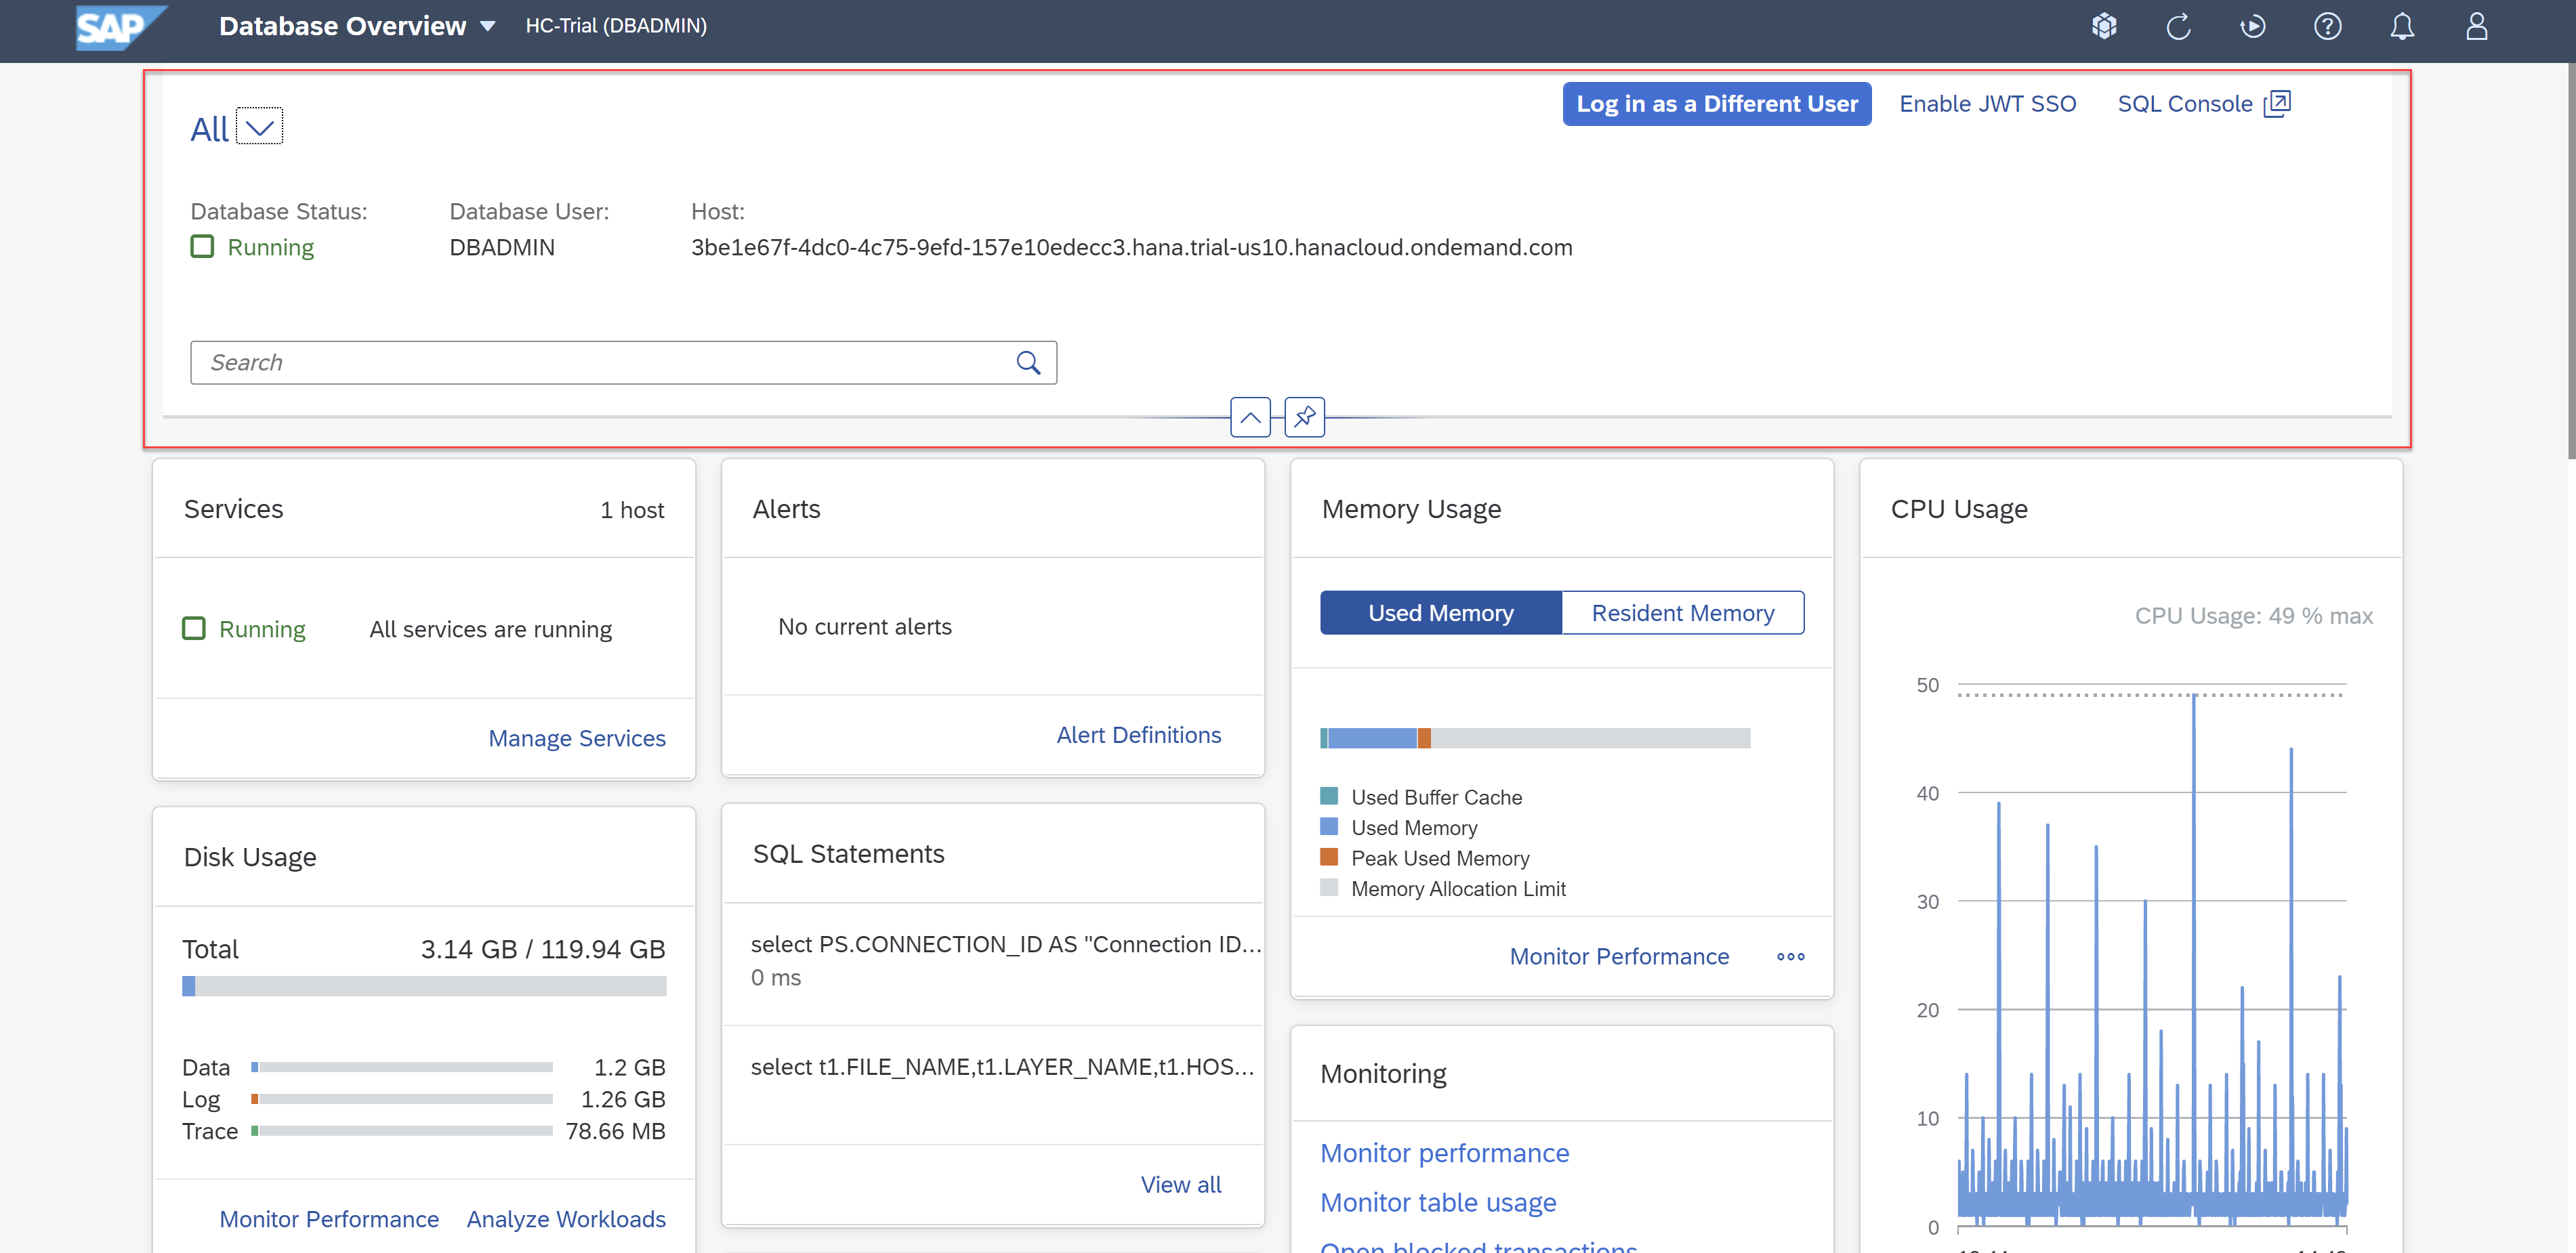 SAP
Database Overview
HC-Trial (DBADMIN)
All
Log in as a Different User
Enable JWT SSO
SQL Console
Database Status:
Running
Database User:
DBADMIN
Host:
3be1e67f-4dc0-4c75-9efd-157e10edecc3.hana.trial-us10.hanacloud.ondemand.com
Search
Services
1 host
Running
All services are running
Manage Services
Alerts
No current alerts
Alert Definitions
Memory Usage
Used Memory
Resident Memory
Used Buffer Cache
Used Memory
Peak Used Memory
Memory Allocation Limit
Monitor Performance
CPU Usage
CPU Usage: 49 % max
50
40
30
20
10
0
Disk Usage
Total 3.14 GB / 119.94 GB
Data 1.2 GB
Log 1.26 GB
Trace 78.66 MB
Monitor Performance
Analyze Workloads
SQL Statements
select PS.CONNECTION_ID AS "Connection ID...
0 ms
select t1.FILE_NAME,t1.LAYER_NAME,t1.HOS...
View all
Monitoring
Monitor performance
Monitor table usage
Open blocked transactions